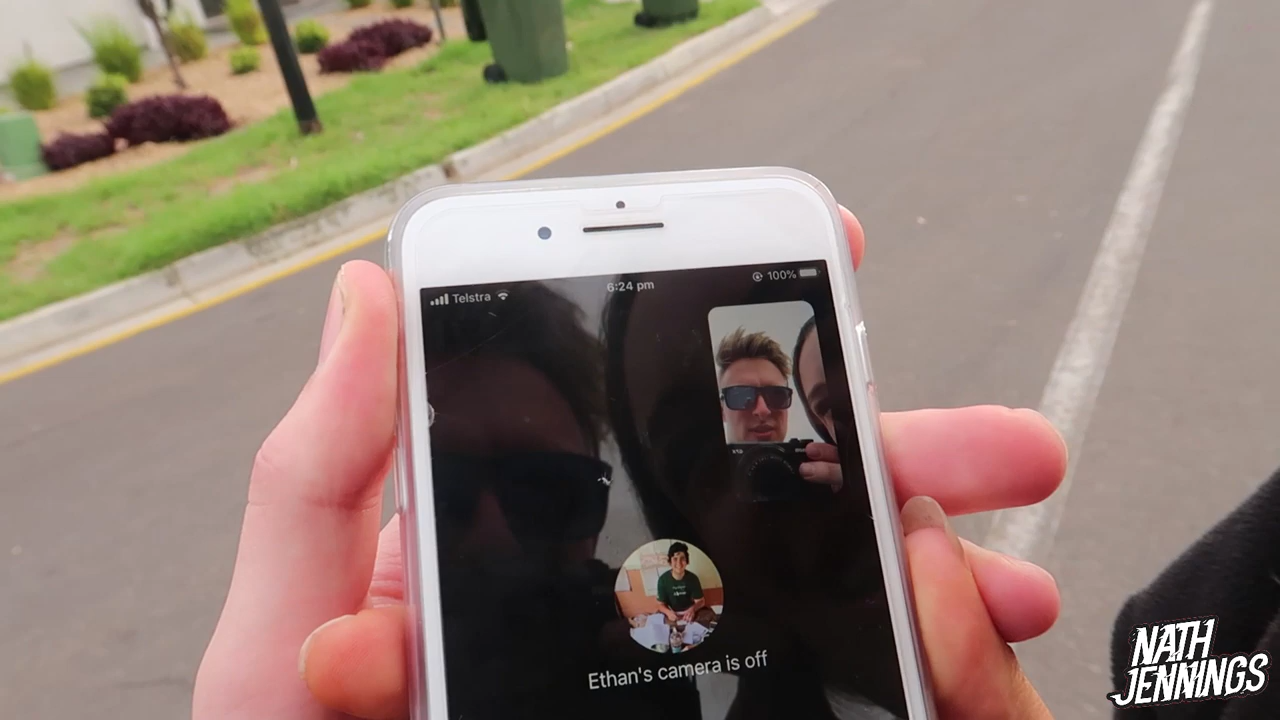 Telstra
6:24 pm
100%
Ethan's camera is off
NATH
JENNINGS